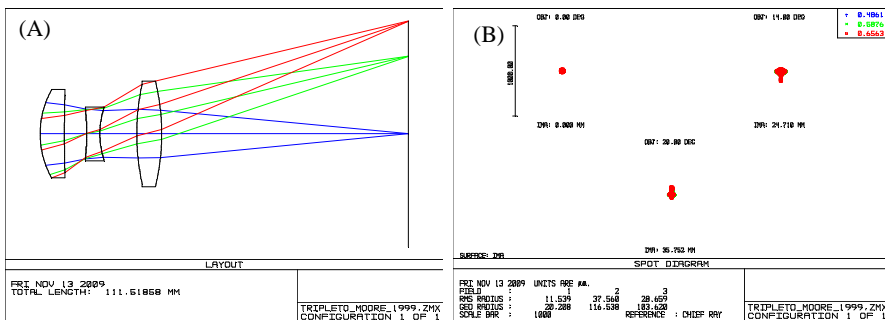 (A)
LAYOUT
FRI NOV 13 2009
TOTAL LENGTH: 111.51858 MM
TRIPLETO_MOORE_1999.ZMX
CONFIGURATION 1 OF 1
(B)
0.4861
0.5876
0.6563
OBJ: 0.00 DEG
OBJ: 14.00 DEG
1000.00
IMA: 0.000 MM
IMA: 24.710 MM
OBJ: 20.00 DEG
IMA: 35.752 MM
SURFACE: IMA
SPOT DIAGRAM
FRI NOV 13 2009 UNITS ARE µm.
FIELD : 1 2 3
RMS RADIUS : 11.539 37.560 28.659
GEO RADIUS : 20.208 116.538 103.620
SCALE BAR : 1000 REFERENCE : CHIEF RAY
TRIPLETO_MOORE_1999.ZMX
CONFIGURATION 1 OF 1